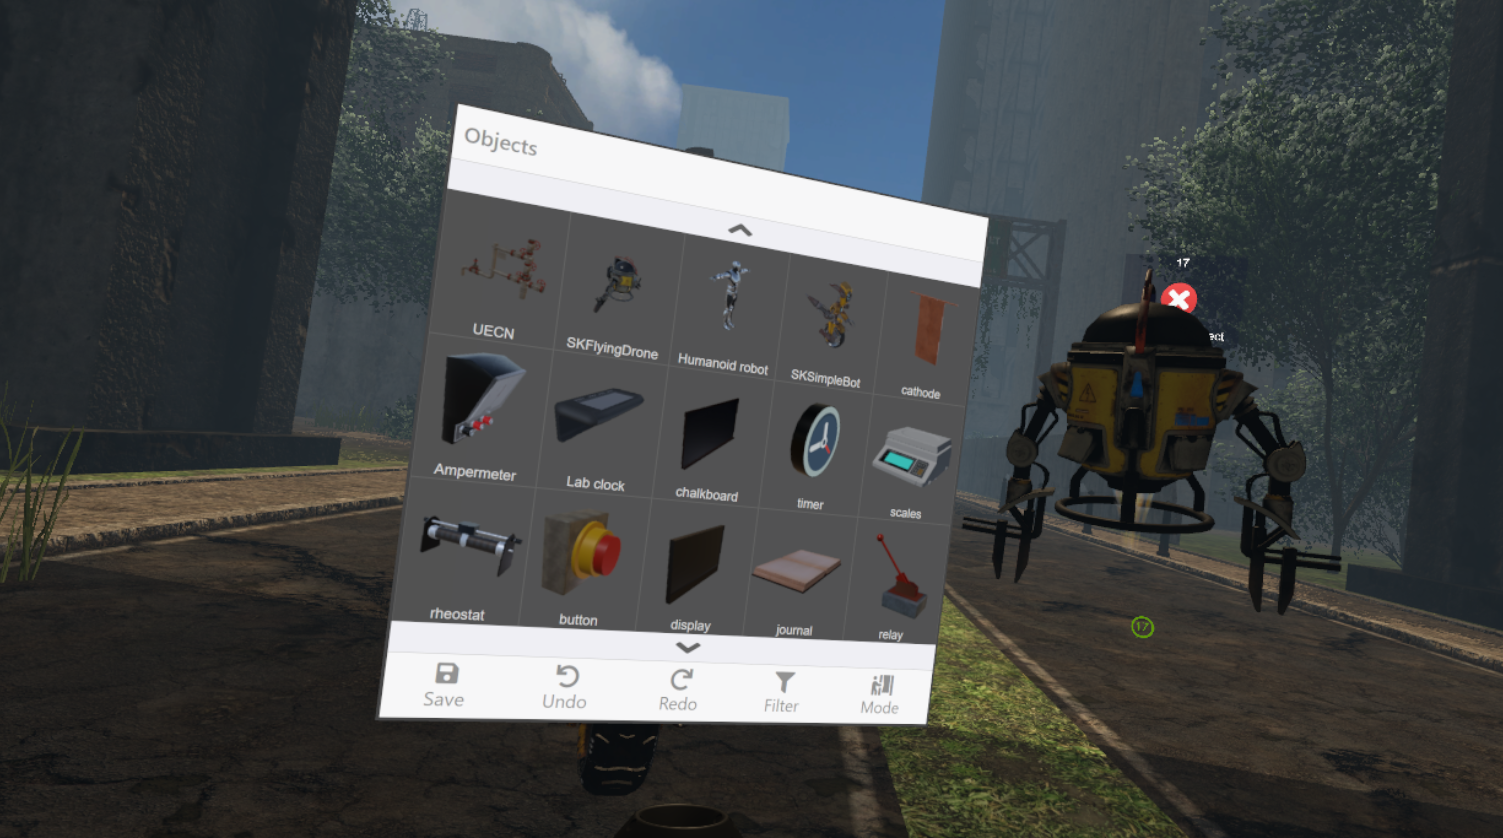 Objects
UECN
SKFlyingDrone
Humanoid robot
SKSimpleBot
cathode
Ampermeter
Lab clock
chalkboard
timer
scales
rheostat
button
display
journal
relay
Save
Undo
Redo
Filter
Mode
17
ect
17